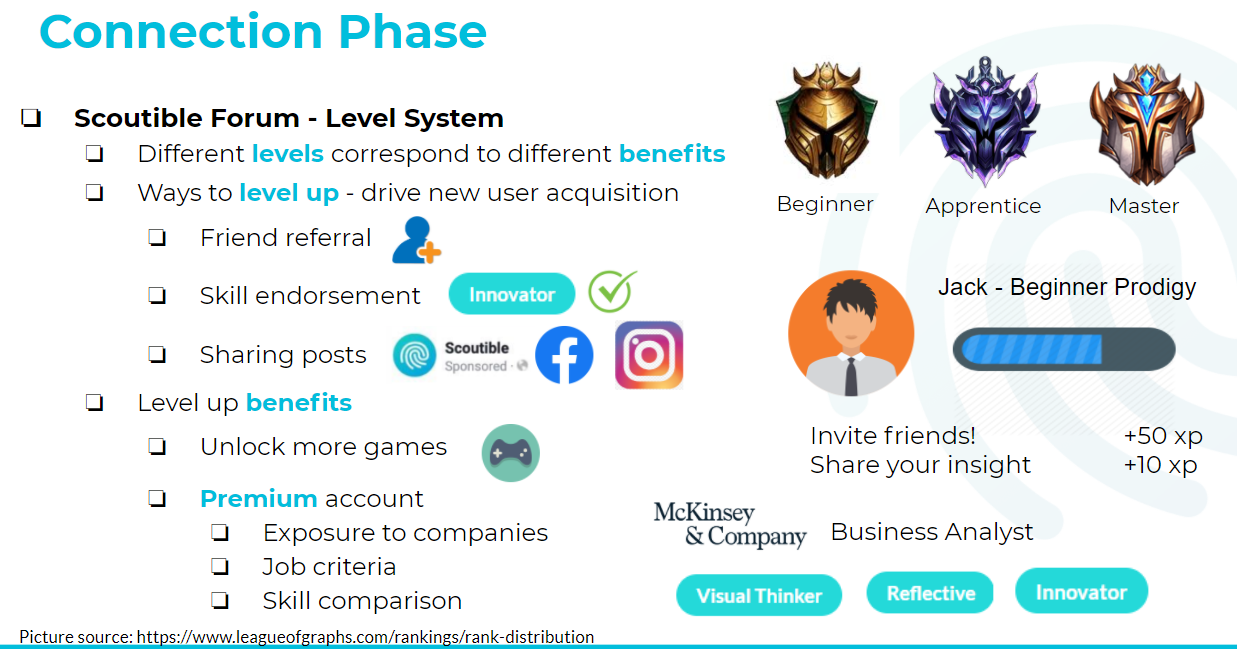 Connection Phase
Scoutible Forum - Level System
Different levels correspond to different benefits
Ways to level up - drive new user acquisition
Friend referral
Skill endorsement
Innovator
Sharing posts
Scoutible
Sponsored ·
Level up benefits
Unlock more games
Premium account
Exposure to companies
Job criteria
Skill comparison
Beginner
Apprentice
Master
Jack - Beginner Prodigy
Invite friends! +50 xp
Share your insight +10 xp
McKinsey
& Company
Business Analyst
Visual Thinker
Reflective
Innovator
Picture source: https://www.leagueofgraphs.com/rankings/rank-distribution